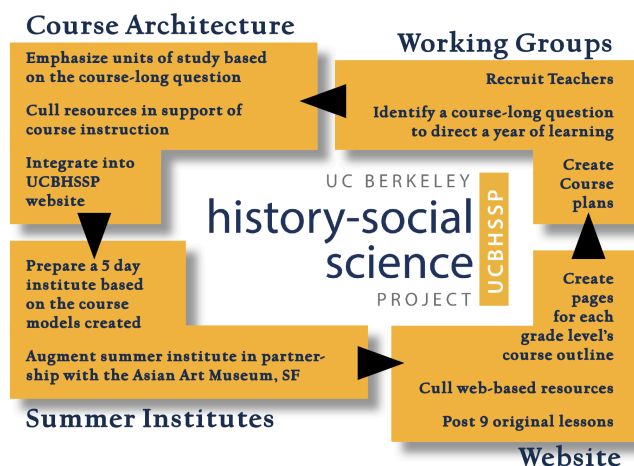 Course Architecture
Emphasize units of study based
on the course-long question
Cull resources in support of
course instruction
Integrate into
UCBHSSP
website
Working Groups
Recruit Teachers
Identify a course-long question
to direct a year of learning
Create
Course
plans
UC BERKELEY
history-social
science
PROJECT
UCBHSSP
Prepare a 5 day
institute based
on the course
models created
Augment summer institute in partner-
ship with the Asian Art Museum, SF
Summer Institutes
Create
pages
for each
grade level's
course outline
Cull web-based resources
Post 9 original lessons
Website